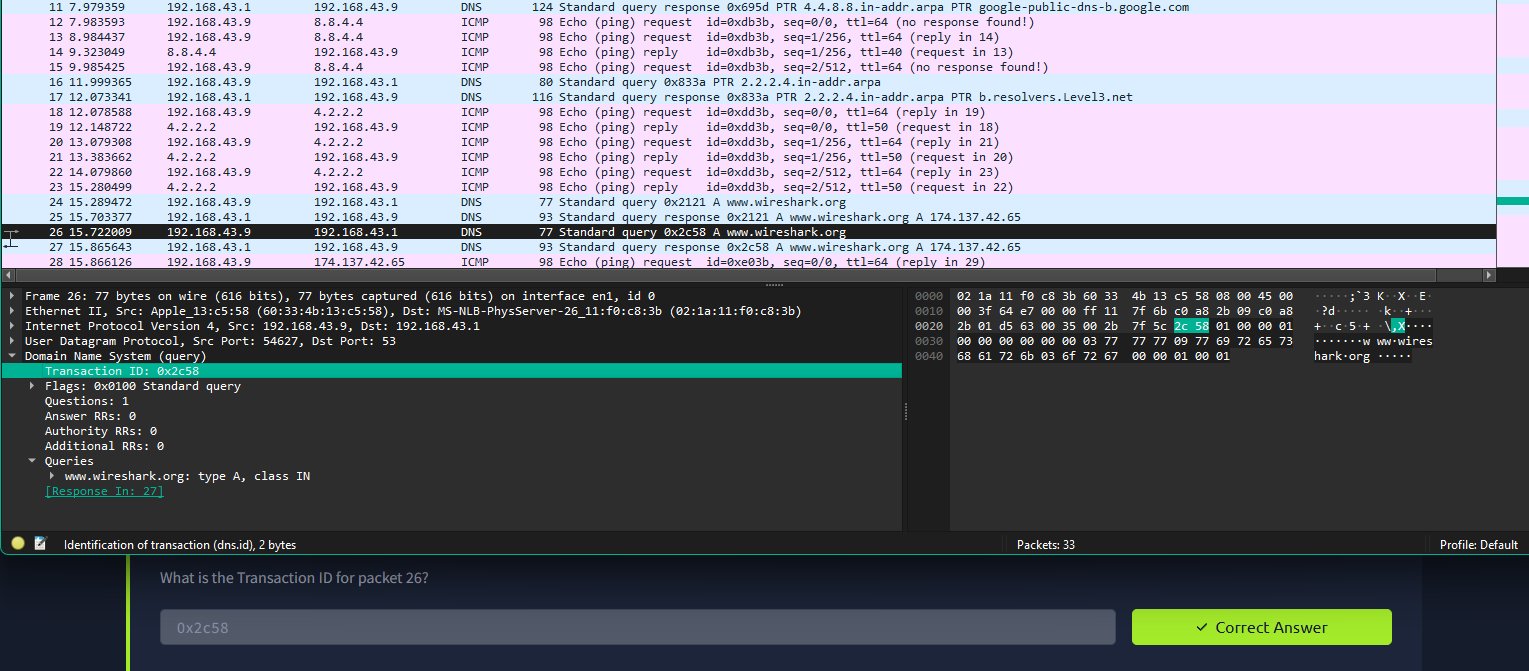 11 7.979359 192.168.43.1 192.168.43.9 DNS 124 Standard query response 0x695d PTR 4.4.8.8.in-addr.arpa PTR google-public-dns-b.google.com
12 7.983593 192.168.43.9 8.8.4.4 ICMP 98 Echo (ping) request id=0xdb3b, seq=0/0, ttl=64 (no response found!)
13 8.984437 192.168.43.9 8.8.4.4 ICMP 98 Echo (ping) request id=0xdb3b, seq=1/256, ttl=64 (reply in 14)
14 9.323049 8.8.4.4 192.168.43.9 ICMP 98 Echo (ping) reply id=0xdb3b, seq=1/256, ttl=40 (request in 13)
15 9.985425 192.168.43.9 8.8.4.4 ICMP 98 Echo (ping) request id=0xdb3b, seq=2/512, ttl=64 (no response found!)
16 11.999365 192.168.43.9 192.168.43.1 DNS 80 Standard query 0x833a PTR 2.2.2.4.in-addr.arpa
17 12.073341 192.168.43.1 192.168.43.9 DNS 116 Standard query response 0x833a PTR 2.2.2.4.in-addr.arpa PTR b.resolvers.Level3.net
18 12.078588 192.168.43.9 4.2.2.2 ICMP 98 Echo (ping) request id=0xdd3b, seq=0/0, ttl=64 (reply in 19)
19 12.148722 4.2.2.2 192.168.43.9 ICMP 98 Echo (ping) reply id=0xdd3b, seq=0/0, ttl=50 (request in 18)
20 13.079308 192.168.43.9 4.2.2.2 ICMP 98 Echo (ping) request id=0xdd3b, seq=1/256, ttl=64 (reply in 21)
21 13.383662 4.2.2.2 192.168.43.9 ICMP 98 Echo (ping) reply id=0xdd3b, seq=1/256, ttl=50 (request in 20)
22 14.079860 192.168.43.9 4.2.2.2 ICMP 98 Echo (ping) request id=0xdd3b, seq=2/512, ttl=64 (reply in 23)
23 15.280499 4.2.2.2 192.168.43.9 ICMP 98 Echo (ping) reply id=0xdd3b, seq=2/512, ttl=50 (request in 22)
24 15.289472 192.168.43.9 192.168.43.1 DNS 77 Standard query 0x2121 A www.wireshark.org
25 15.703377 192.168.43.1 192.168.43.9 DNS 93 Standard query response 0x2121 A www.wireshark.org A 174.137.42.65
26 15.722009 192.168.43.9 192.168.43.1 DNS 77 Standard query 0x2c58 A www.wireshark.org
27 15.865643 192.168.43.1 192.168.43.9 DNS 93 Standard query response 0x2c58 A www.wireshark.org A 174.137.42.65
28 15.866126 192.168.43.9 174.137.42.65 ICMP 98 Echo (ping) request id=0xe03b, seq=0/0, ttl=64 (reply in 29)
Frame 26: 77 bytes on wire (616 bits), 77 bytes captured (616 bits) on interface en1, id 0
Ethernet II, Src: Apple_13:c5:58 (60:33:4b:13:c5:58), Dst: MS-NLB-PhysServer-26_11:f0:c8:3b (02:1a:11:f0:c8:3b)
Internet Protocol Version 4, Src: 192.168.43.9, Dst: 192.168.43.1
User Datagram Protocol, Src Port: 54627, Dst Port: 53
Domain Name System (query)
Transaction ID: 0x2c58
Flags: 0x0100 Standard query
Questions: 1
Answer RRs: 0
Authority RRs: 0
Additional RRs: 0
Queries
www.wireshark.org: type A, class IN
[Response In: 27]
0000 02 1a 11 f0 c8 3b 60 33 4b 13 c5 58 08 00 45 00 ·····;`3 K··X··E·
0010 00 3f 64 e7 00 00 ff 11 7f 6b c0 a8 2b 09 c0 a8 ·?d····· ·k··+···
0020 2b 01 d5 63 00 35 00 2b 7f 5c 2c 58 01 00 00 01 +··c·5·+ ·\,X····
0030 00 00 00 00 00 00 03 77 77 77 09 77 69 72 65 73 ·······w ww·wires
0040 68 61 72 6b 03 6f 72 67 00 00 01 00 01 hark·org ·····
Identification of transaction (dns.id), 2 bytes Packets: 33 Profile: Default
What is the Transaction ID for packet 26?
0x2c58 ✓ Correct Answer